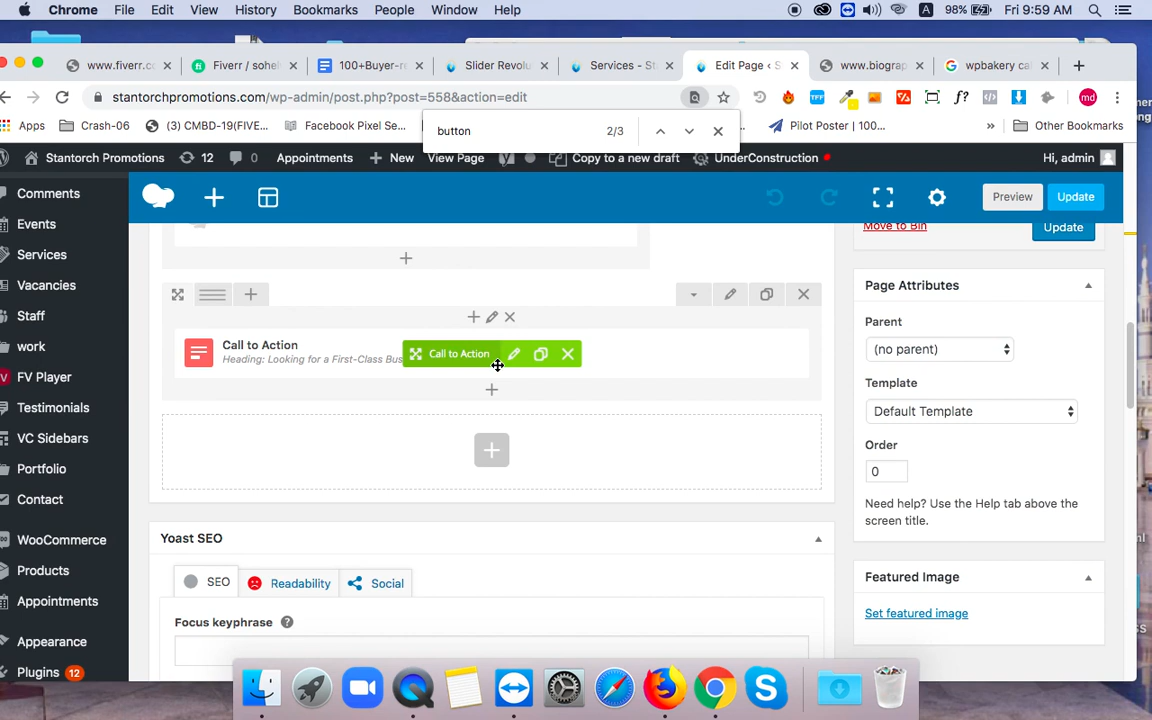 Chrome File Edit View History Bookmarks People Window Help A 98% Fri 9:59 AM
www.fiverr.c Fiverr / sohei 100+Buyer-r Slider Revolu Services - St Edit Page ‹ S www.biograp wpbakery ca
stantorchpromotions.com/wp-admin/post.php?post=558&action=edit TFF f? md
Apps Crash-06 (3) CMBD-19(FIVE... Facebook Pixel Se... Pilot Poster | 100... » Other Bookmarks
button 2/3
Stantorch Promotions 12 0 Appointments New View Page Copy to a new draft UnderConstruction Hi, admin
Comments
Events
Services
Vacancies
Staff
work
FV Player
Testimonials
VC Sidebars
Portfolio
Contact
WooCommerce
Products
Appointments
Appearance
Plugins 12
Preview Update
Move to Bin Update
Call to Action
Heading: Looking for a First-Class Bus
Call to Action
Page Attributes
Parent
(no parent)
Template
Default Template
Order
0
Need help? Use the Help tab above the
screen title.
Featured Image
Set featured image
Yoast SEO
SEO Readability Social
Focus keyphrase ?